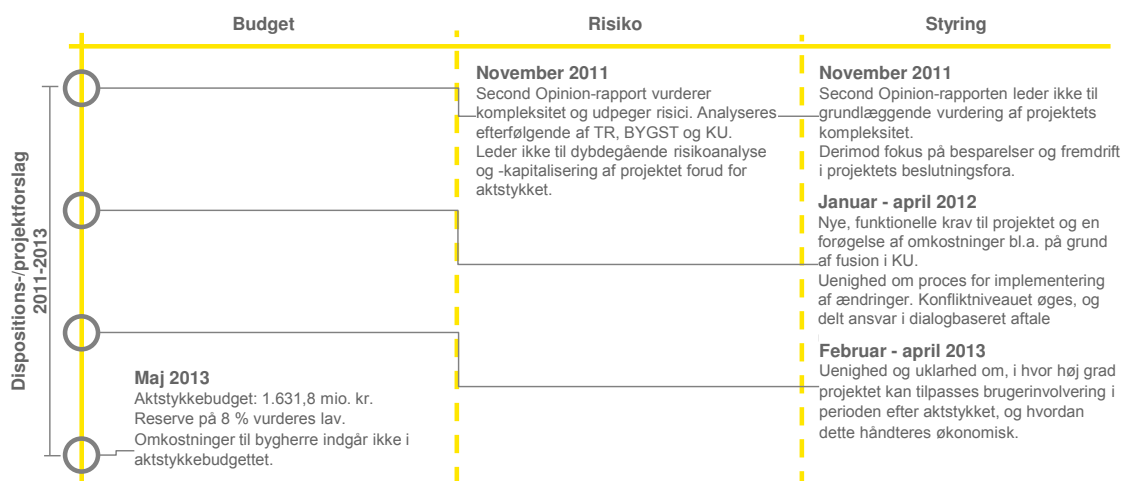 Budget
Risiko
Styring
Dispositions-/projektforslag
2011-2013
November 2011
Second Opinion-rapport vurderer
kompleksitet og udpeger risici. Analyseres
efterfølgende af TR, BYGST og KU.
Leder ikke til dybdegående risikoanalyse
og -kapitalisering af projektet forud for
aktstykket.
November 2011
Second Opinion-rapporten leder ikke til
grundlæggende vurdering af projektets
kompleksitet.
Derimod fokus på besparelser og fremdrift
i projektets beslutningsfora.
Januar - april 2012
Nye, funktionelle krav til projektet og en
forøgelse af omkostninger bl.a. på grund
af fusion i KU.
Uenighed om proces for implementering
af ændringer. Konfliktniveauet øges, og
delt ansvar i dialogbaseret aftale
Februar - april 2013
Uenighed og uklarhed om, i hvor høj grad
projektet kan tilpasses brugerinvolvering i
perioden efter aktstykket, og hvordan
dette håndteres økonomisk.
Maj 2013
Aktstykkebudget: 1.631,8 mio. kr.
Reserve på 8 % vurderes lav.
Omkostninger til bygherre indgår ikke i
aktstykkebudgettet.